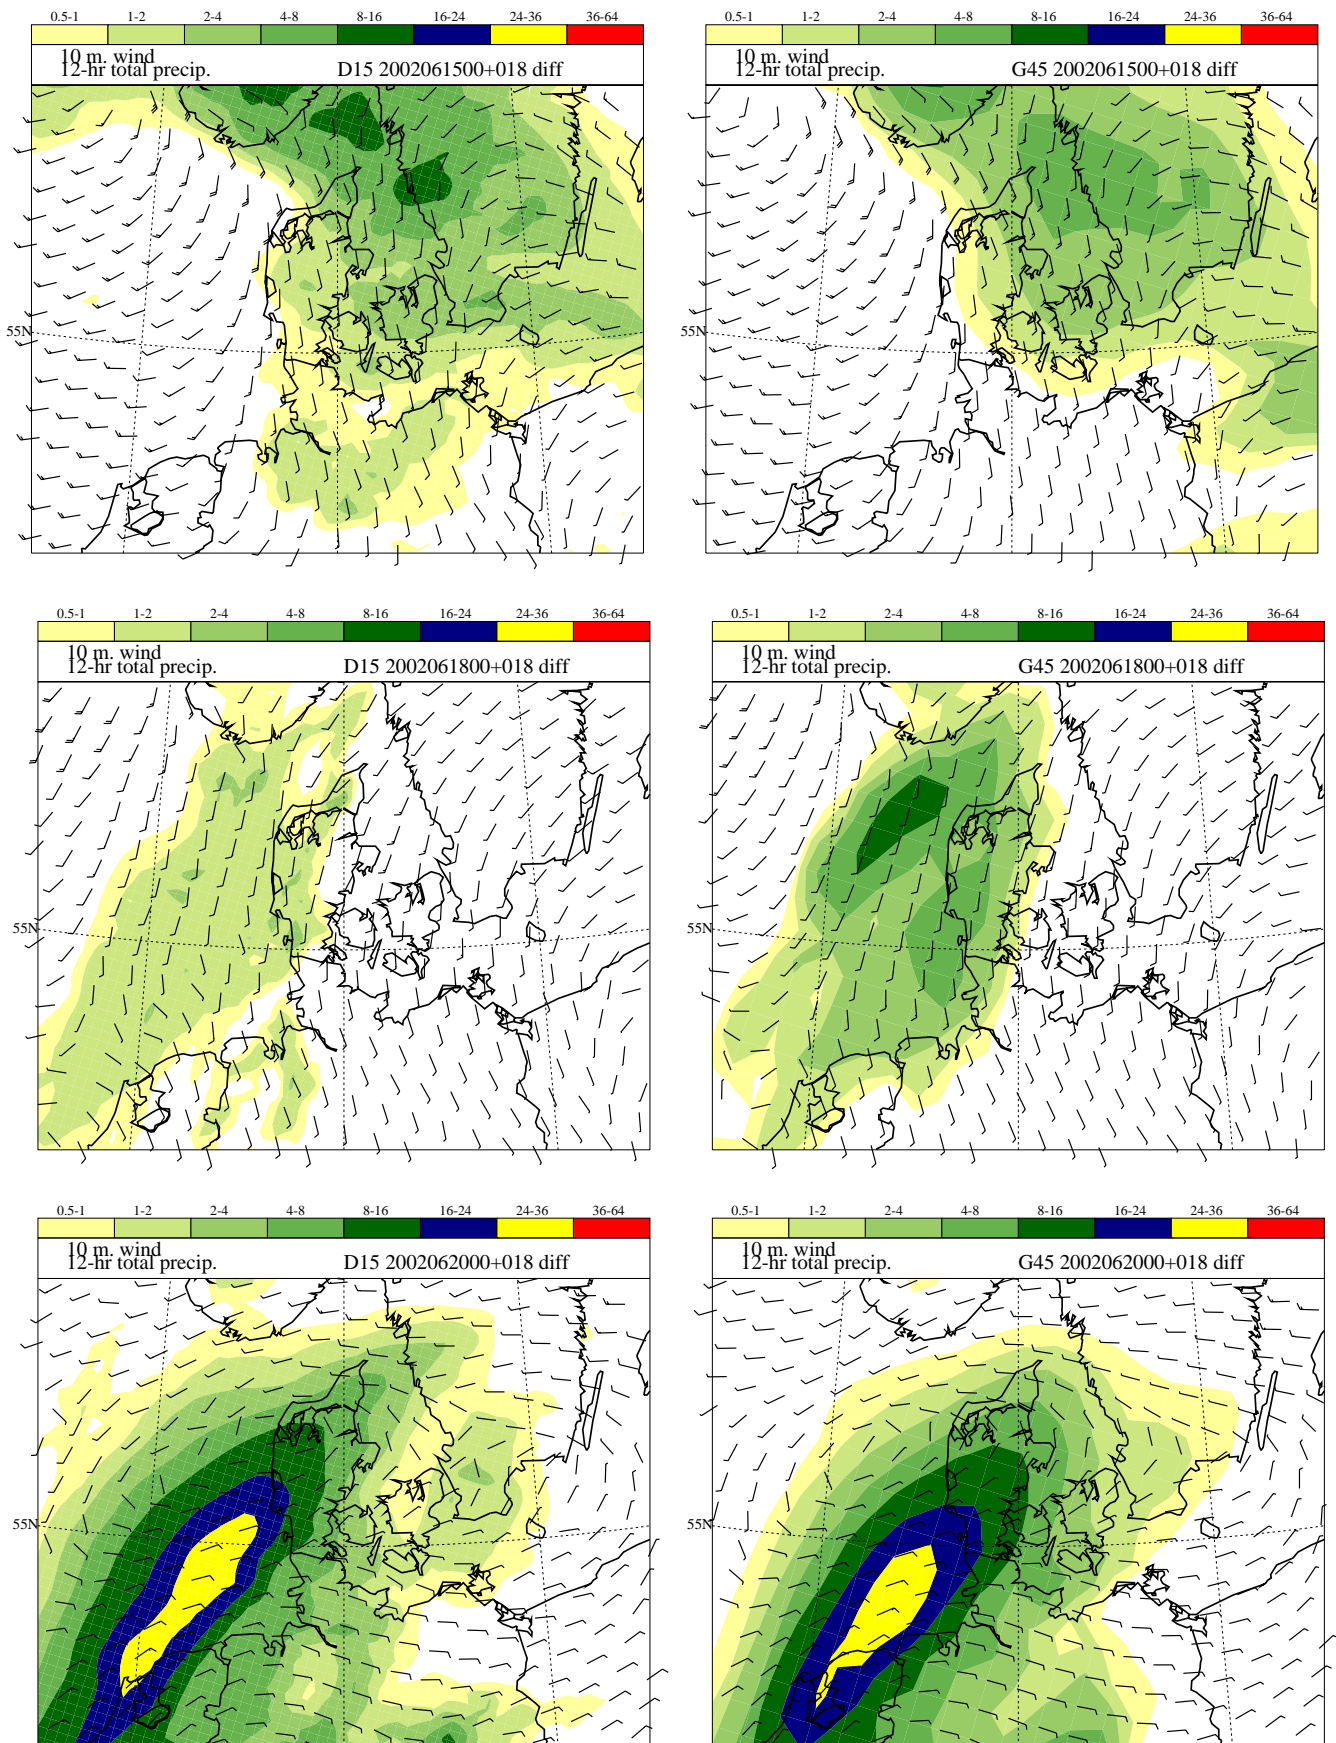 0.5-1 1-2 2-4 4-8 8-16 16-24 24-36 36-64
10 m. wind
12-hr total precip. D15 2002061500+018 diff
55N
0.5-1 1-2 2-4 4-8 8-16 16-24 24-36 36-64
10 m. wind
12-hr total precip. G45 2002061500+018 diff
55N
0.5-1 1-2 2-4 4-8 8-16 16-24 24-36 36-64
10 m. wind
12-hr total precip. D15 2002061800+018 diff
55N
0.5-1 1-2 2-4 4-8 8-16 16-24 24-36 36-64
10 m. wind
12-hr total precip. G45 2002061800+018 diff
55N
0.5-1 1-2 2-4 4-8 8-16 16-24 24-36 36-64
10 m. wind
12-hr total precip. D15 2002062000+018 diff
55N
0.5-1 1-2 2-4 4-8 8-16 16-24 24-36 36-64
10 m. wind
12-hr total precip. G45 2002062000+018 diff
55N